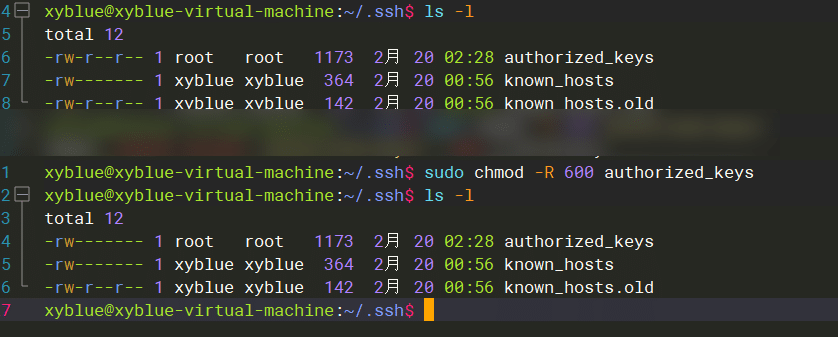 4 xyblue@xyblue-virtual-machine:~/.ssh$ ls -l
5 total 12
6 -rw-r--r-- 1 root   root   1173  2月  20 02:28 authorized_keys
7 -rw------- 1 xyblue xyblue  364  2月  20 00:56 known_hosts
8 -rw-r--r-- 1 xyblue xyblue  142  2月  20 00:56 known_hosts.old
1 xyblue@xyblue-virtual-machine:~/.ssh$ sudo chmod -R 600 authorized_keys
2 xyblue@xyblue-virtual-machine:~/.ssh$ ls -l
3 total 12
4 -rw------- 1 root   root   1173  2月  20 02:28 authorized_keys
5 -rw------- 1 xyblue xyblue  364  2月  20 00:56 known_hosts
6 -rw-r--r-- 1 xyblue xyblue  142  2月  20 00:56 known_hosts.old
7 xyblue@xyblue-virtual-machine:~/.ssh$